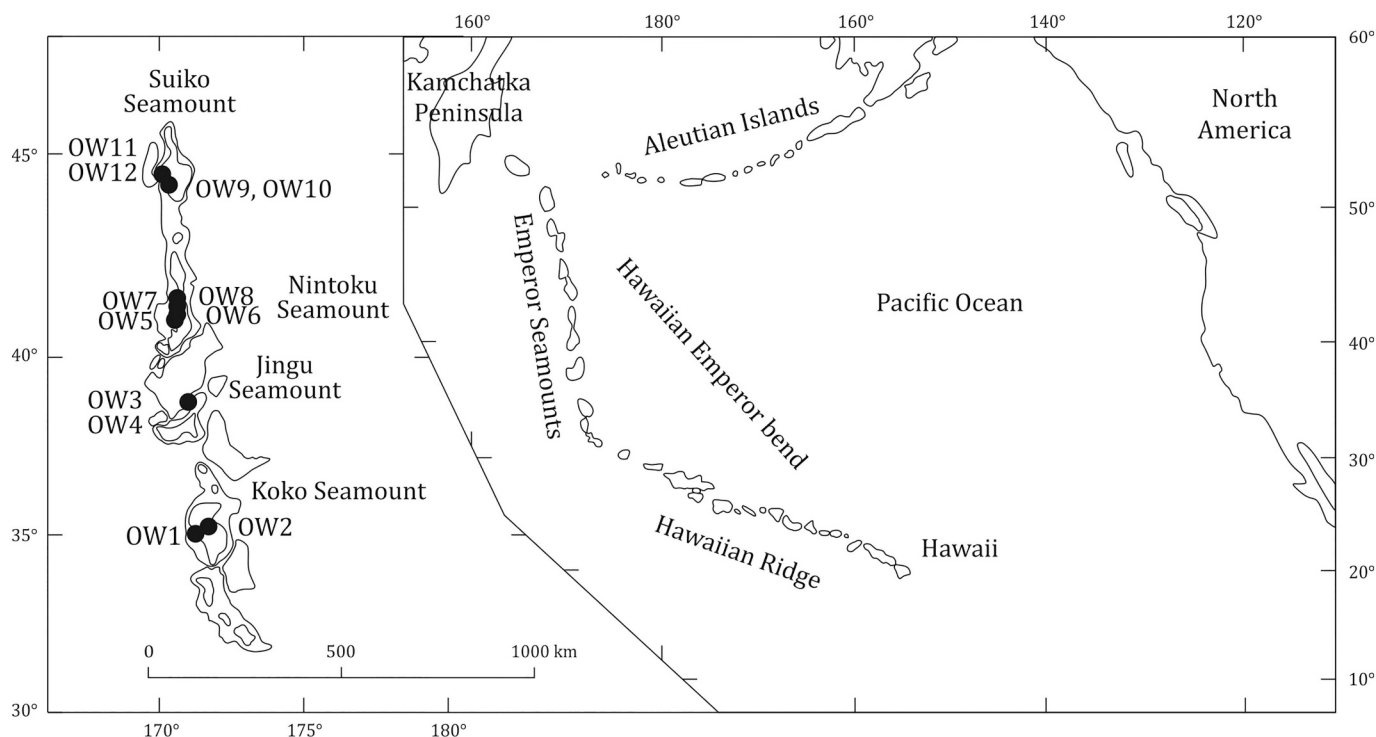 160°
180°
160°
140°
120°
60°
Suiko
Seamount
Kamchatka
Peninsula
Aleutian Islands
North
America
45°
OW11
OW12
OW9, OW10
50°
Emperor Seamounts
Hawaiian Emperor bend
Nintoku
Seamount
OW7
OW8
OW5
OW6
Pacific Ocean
40°
40°
Jingu
Seamount
OW3
OW4
30°
Koko Seamount
OW1
OW2
35°
Hawaiian Ridge
Hawaii
20°
0
500
1000 km
10°
30°
170°
175°
180°